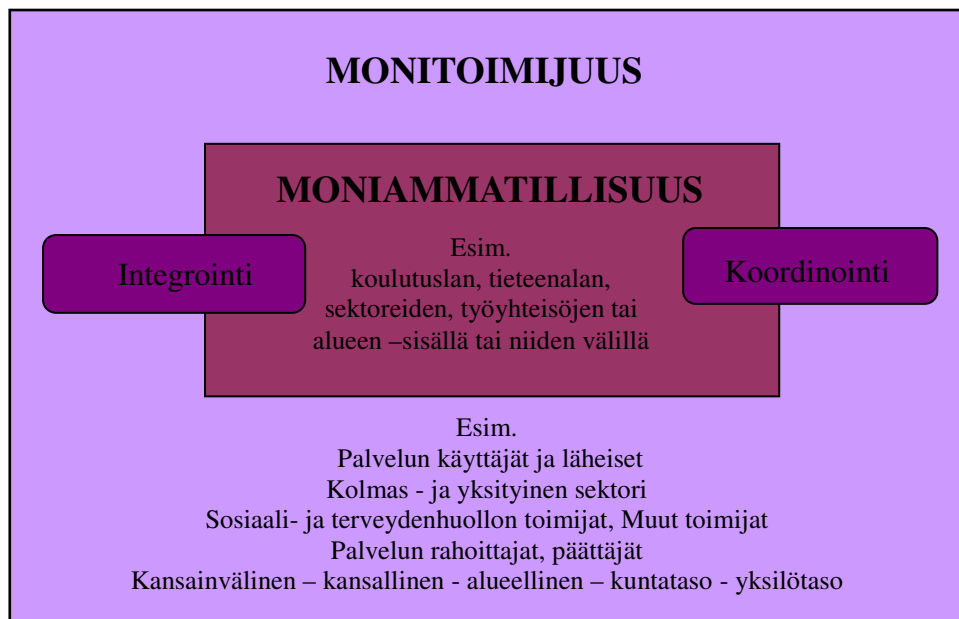 MONITOIMIJUUS
MONIAMMATILLISUUS
Esim.
koulutuslan, tieteenalan,
sektoreiden, työyhteisöjen tai
alueen –sisällä tai niiden välillä
Integrointi
Koordinointi
Esim.
Palvelun käyttäjät ja läheiset
Kolmas - ja yksityinen sektori
Sosiaali- ja terveydenhuollon toimijat, Muut toimijat
Palvelun rahoittajat, päättäjät
Kansainvälinen – kansallinen - alueellinen – kuntataso - yksilötaso